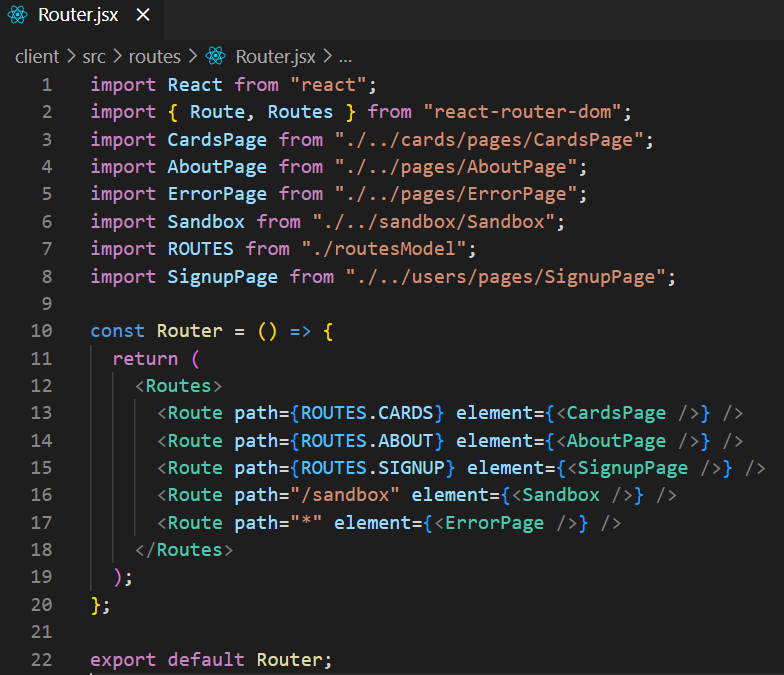 Router.jsx
client > src > routes > Router.jsx > ...
1 import React from "react";
2 import { Route, Routes } from "react-router-dom";
3 import CardsPage from "./../cards/pages/CardsPage";
4 import AboutPage from "./../pages/AboutPage";
5 import ErrorPage from "./../pages/ErrorPage";
6 import Sandbox from "./../sandbox/Sandbox";
7 import ROUTES from "./routesModel";
8 import SignupPage from "./../users/pages/SignupPage";
9
10 const Router = () => {
11   return (
12     <Routes>
13       <Route path={ROUTES.CARDS} element={<CardsPage />} />
14       <Route path={ROUTES.ABOUT} element={<AboutPage />} />
15       <Route path={ROUTES.SIGNUP} element={<SignupPage />} />
16       <Route path="/sandbox" element={<Sandbox />} />
17       <Route path="*" element={<ErrorPage />} />
18     </Routes>
19   );
20 };
21
22 export default Router;